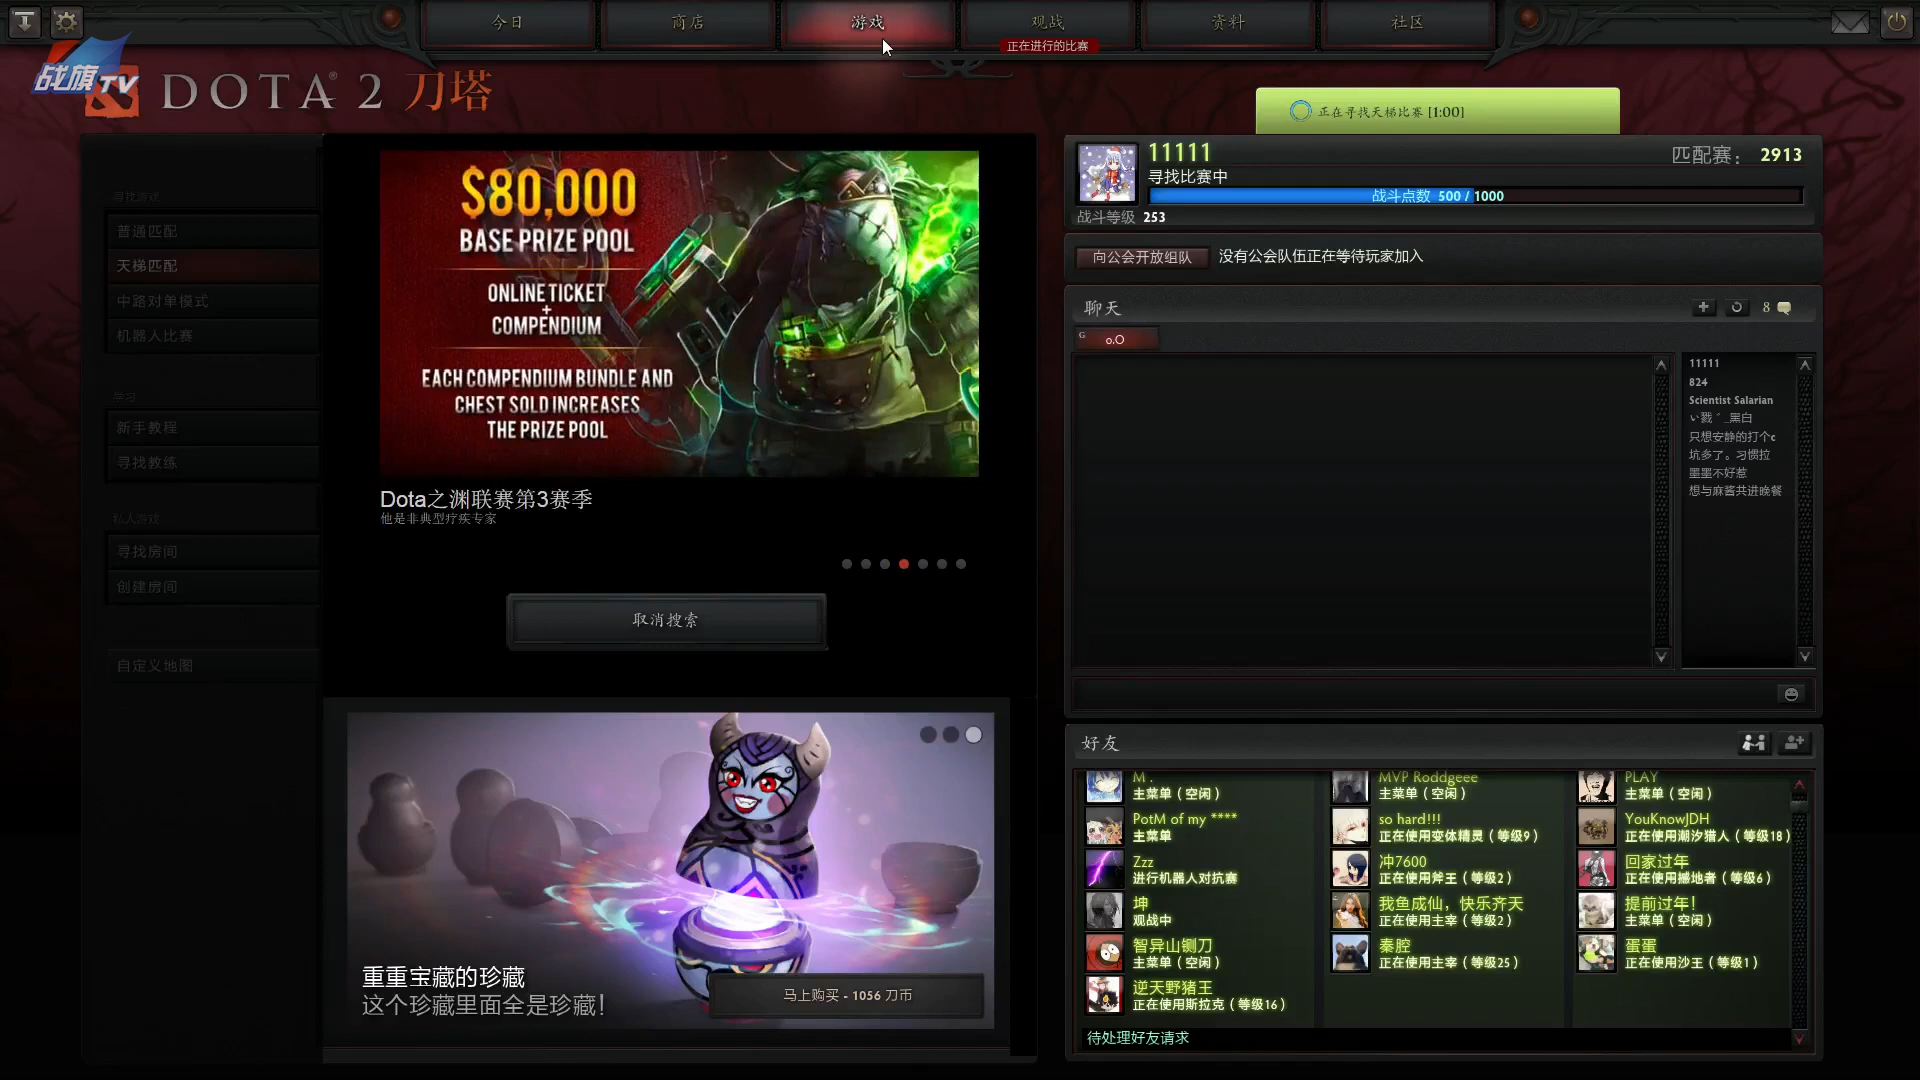 今日
商店
游戏
观战
资料
社区
正在进行的比赛
战旗TV
DOTA 2 刀塔
正在寻找天梯比赛 [1:00]
寻找游戏
普通匹配
天梯匹配
中路对单模式
机器人比赛
学习
新手教程
寻找教练
私人游戏
寻找房间
创建房间
自定义地图
$80,000
BASE PRIZE POOL
ONLINE TICKET
+
COMPENDIUM
EACH COMPENDIUM BUNDLE AND
CHEST SOLD INCREASES
THE PRIZE POOL
Dota之渊联赛第3赛季
他是非典型疗疾专家
取消搜索
重重宝藏的珍藏
这个珍藏里面全是珍藏！
马上购买 - 1056 刀币
11111
匹配赛： 2913
寻找比赛中
战斗点数 500 / 1000
战斗等级 253
向公会开放组队 没有公会队伍正在等待玩家加入
聊天
8
G o.O
11111
824
Scientist Salarian
只想安静的打个c
坑多了。习惯拉
墨墨不好惹
想与麻酱共进晚餐
好友
M .
主菜单（空闲）
MVP Roddgeee
主菜单（空闲）
PLAY
主菜单（空闲）
PotM of my ****
主菜单
so hard!!!
正在使用变体精灵（等级9）
YouKnowJDH
正在使用潮汐猎人（等级18）
Zzz
进行机器人对抗赛
冲7600
正在使用斧王（等级2）
回家过年
正在使用撼地者（等级6）
坤
观战中
我鱼成仙，快乐齐天
正在使用主宰（等级2）
提前过年！
主菜单（空闲）
智异山铡刀
主菜单（空闲）
秦腔
正在使用主宰（等级25）
蛋蛋
正在使用沙王（等级1）
逆天野猪王
正在使用斯拉克（等级16）
待处理好友请求